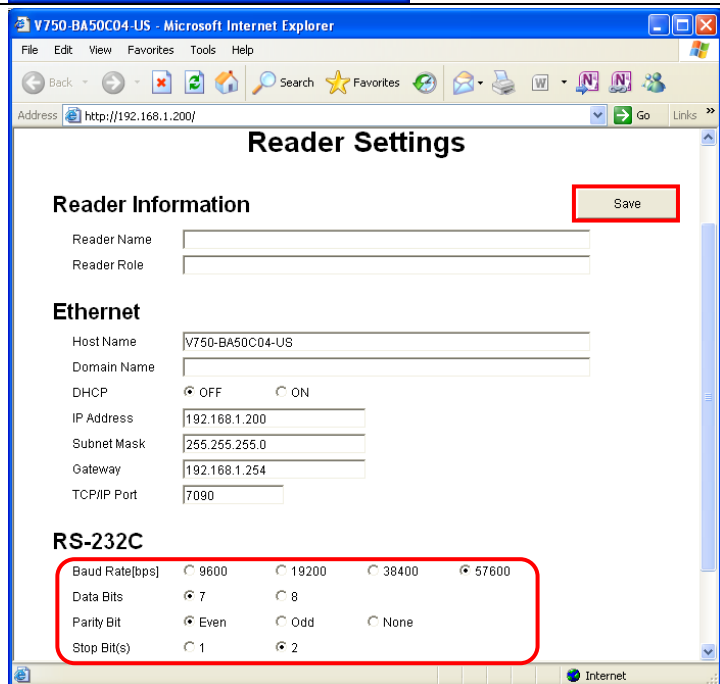 V750-BA50C04-US - Microsoft Internet Explorer
File Edit View Favorites Tools Help
Back Search Favorites W N N
Address http://192.168.1.200/ Go Links »
Reader Settings
Reader Information Save
Reader Name
Reader Role
Ethernet
Host Name V750-BA50C04-US
Domain Name
DHCP OFF ON
IP Address 192.168.1.200
Subnet Mask 255.255.255.0
Gateway 192.168.1.254
TCP/IP Port 7090
RS-232C
Baud Rate[bps] 9600 19200 38400 57600
Data Bits 7 8
Parity Bit Even Odd None
Stop Bit(s) 1 2
Internet